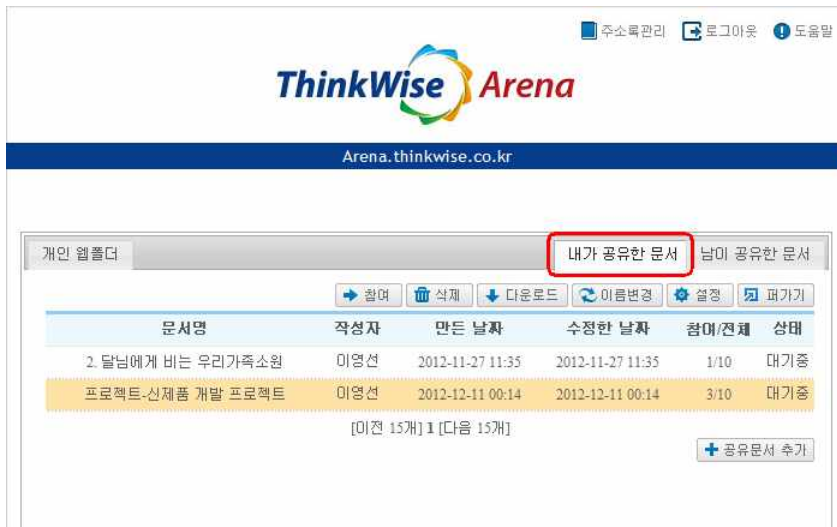 주소록관리 로그아웃 도움말
ThinkWise Arena
Arena.thinkwise.co.kr
개인 웹폴더 내가 공유한 문서 남이 공유한 문서
참여 삭제 다운로드 이름변경 설정 퍼가기
문서명 작성자 만든 날짜 수정한 날짜 참여/전체 상태
2. 달님에게 비는 우리가족소원 이영선 2012-11-27 11:35 2012-11-27 11:35 1/10 대기중
프로젝트-신제품 개발 프로젝트 이영선 2012-12-11 00:14 2012-12-11 00:14 3/10 대기중
[이전 15개] 1 [다음 15개]
공유문서 추가